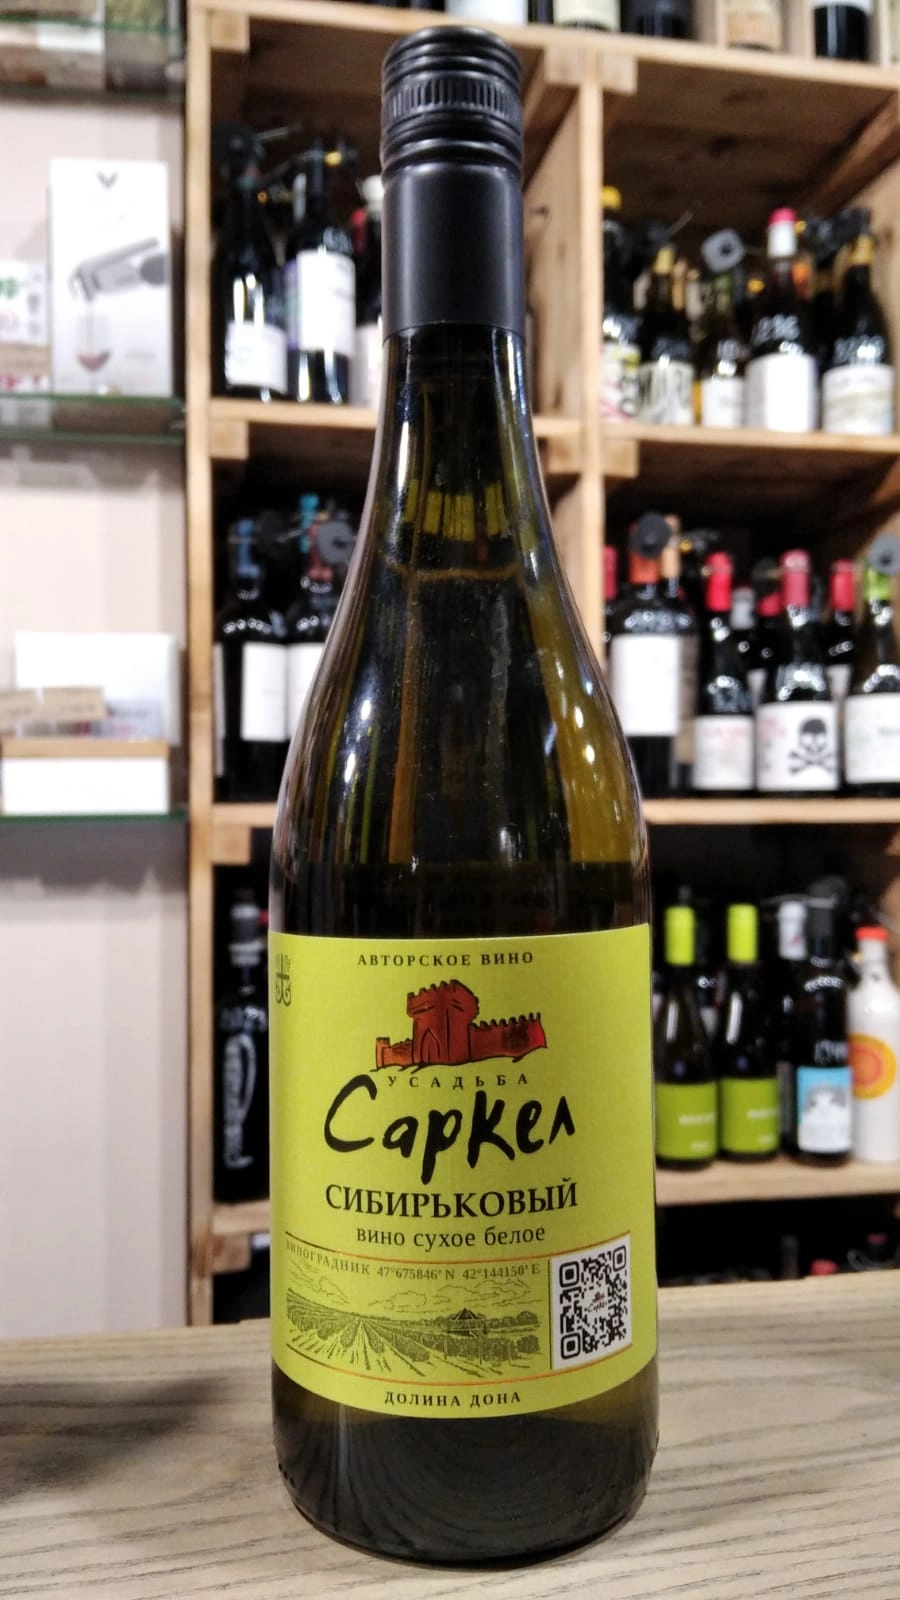 АВТОРСКОЕ ВИНО
УСАДЬБА
Саркел
СИБИРЬКОВЫЙ
вино сухое белое
ВИНОГРАДНИК 47°675846' N 42°144150' E
ДОЛИНА ДОНА